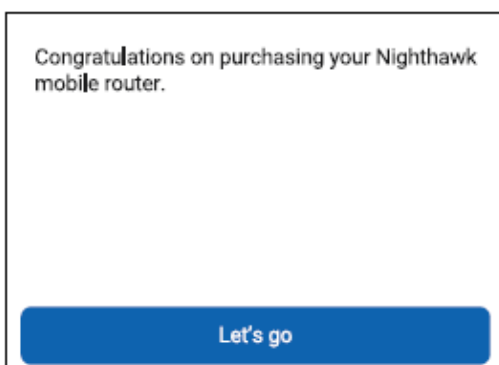 Congratulations on purchasing your Nighthawk
mobile router.
Let's go